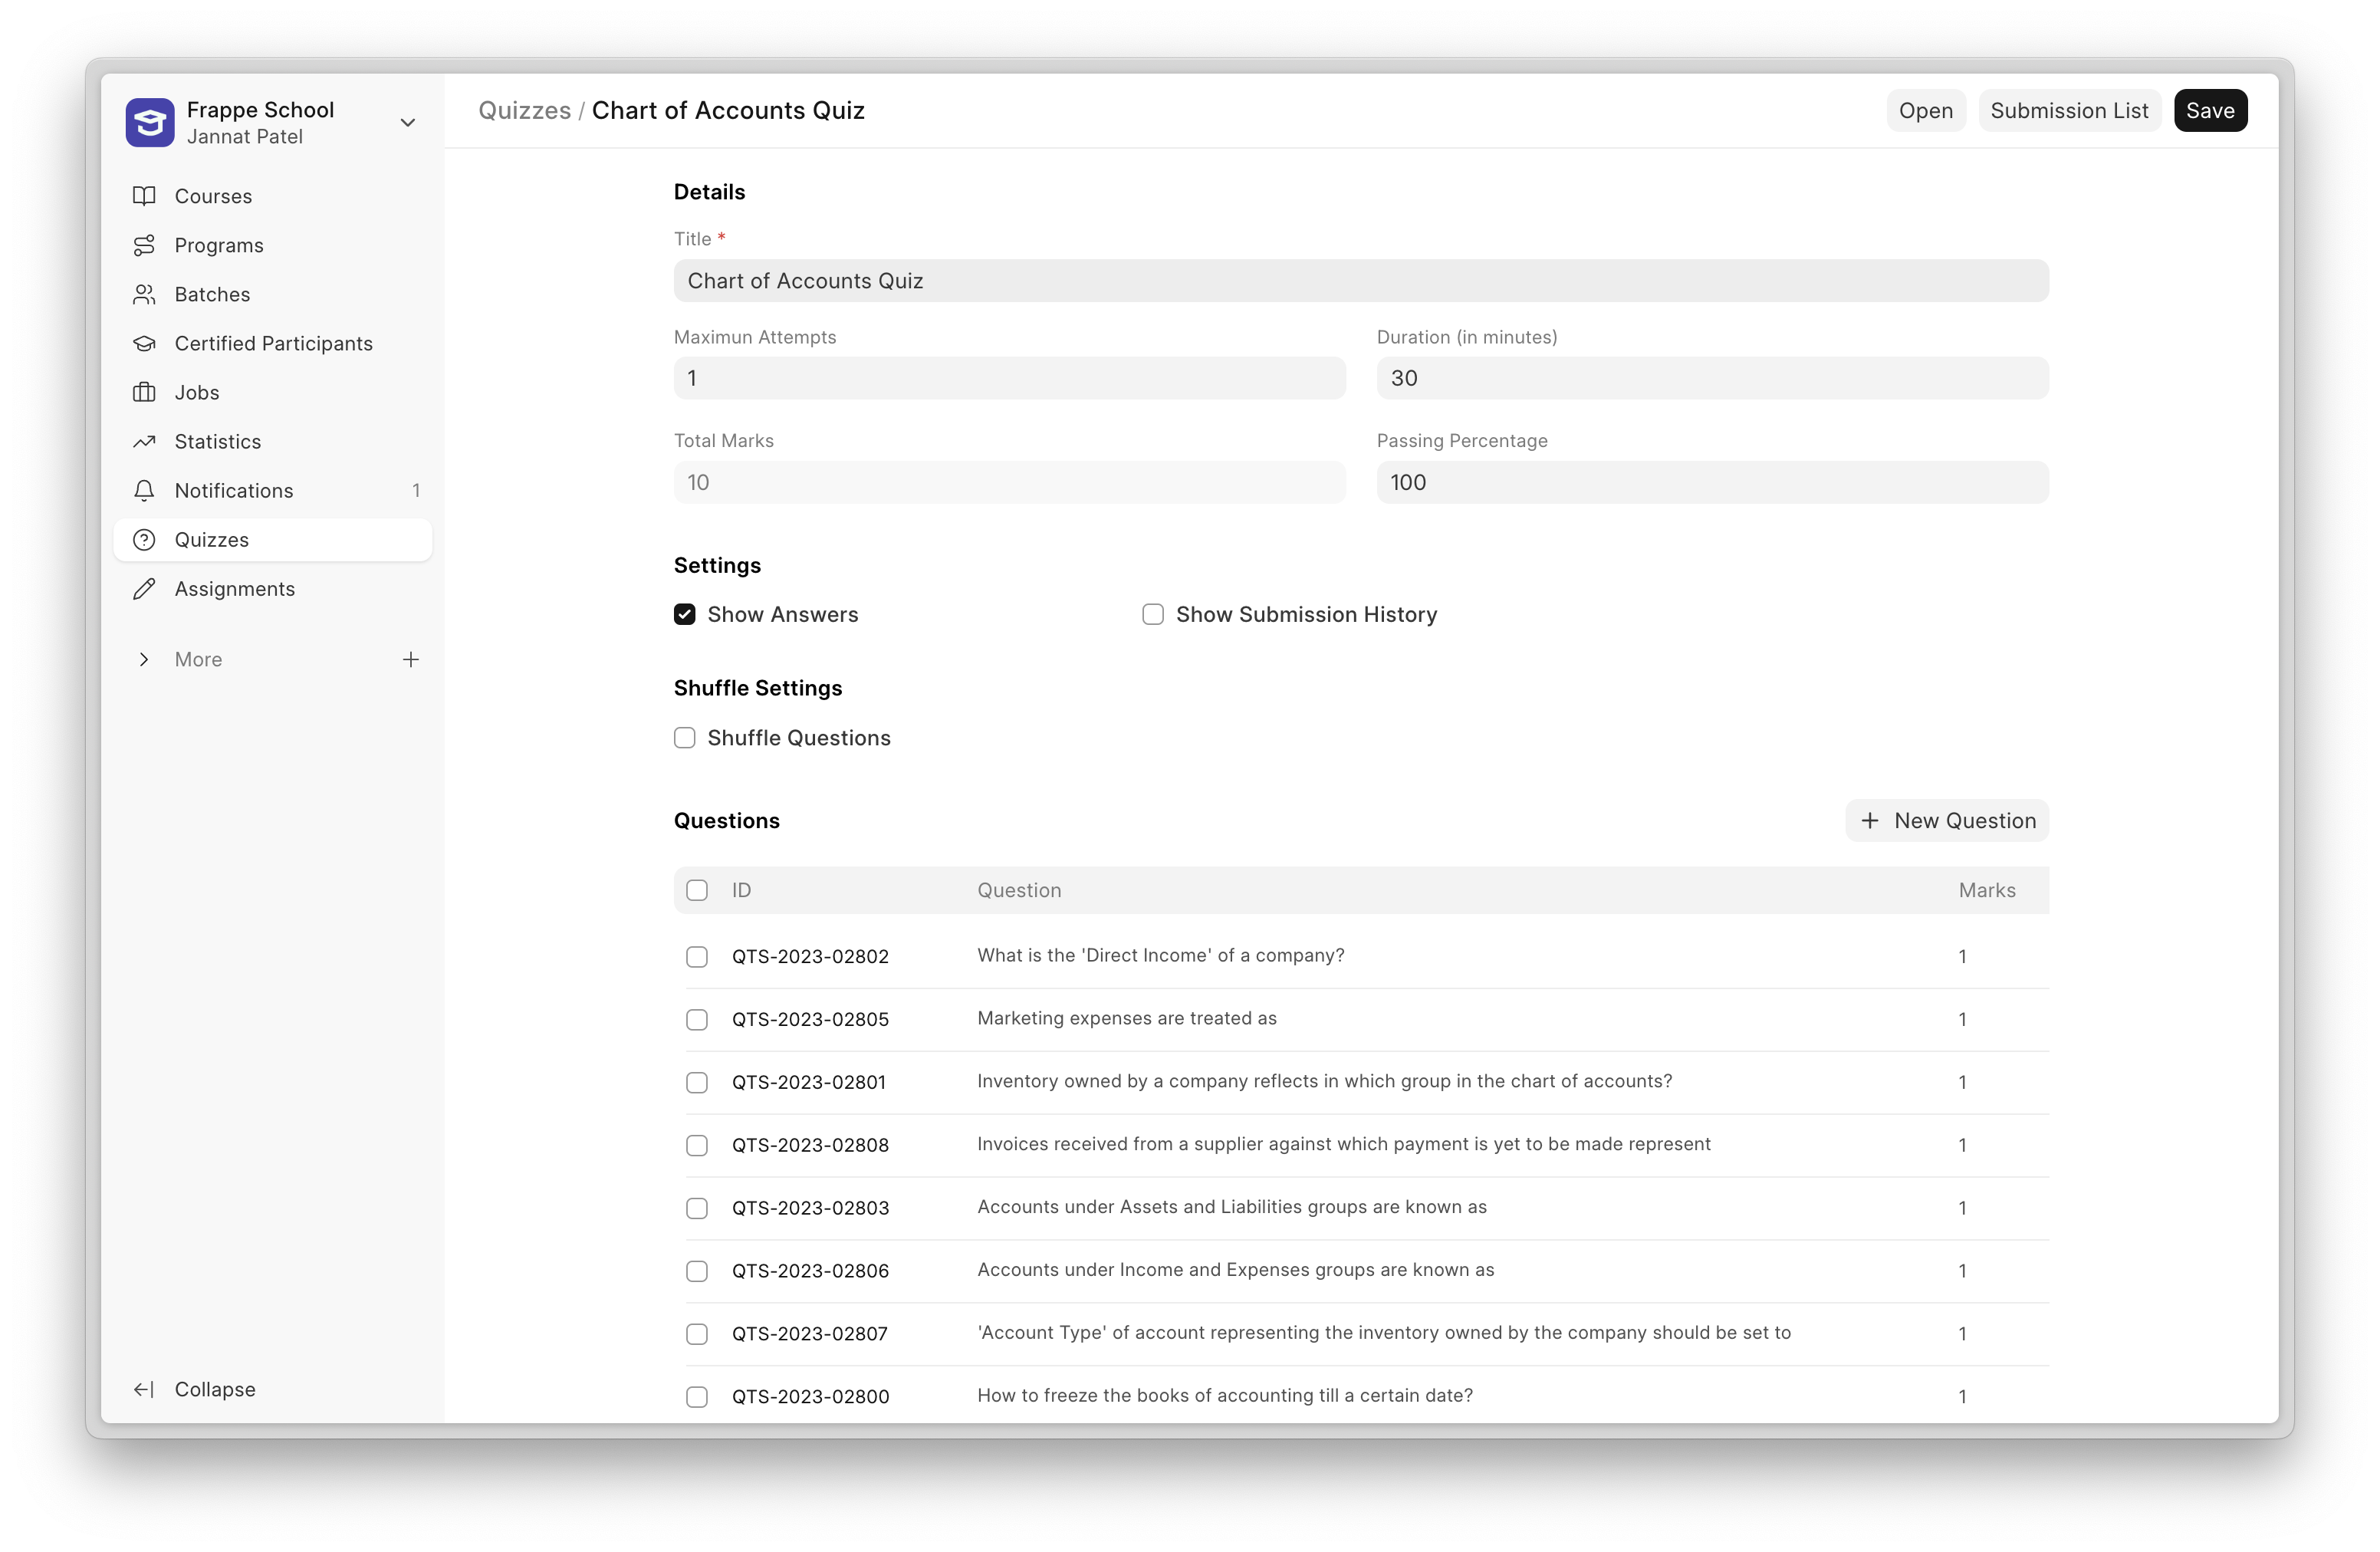 Frappe School
Jannat Patel
Courses
Programs
Batches
Certified Participants
Jobs
Statistics
Notifications 1
Quizzes
Assignments
More
Collapse
Quizzes / Chart of Accounts Quiz
Open Submission List Save
Details
Title *
Chart of Accounts Quiz
Maximun Attempts Duration (in minutes)
1 30
Total Marks Passing Percentage
10 100
Settings
Show Answers Show Submission History
Shuffle Settings
Shuffle Questions
Questions New Question
ID Question Marks
QTS-2023-02802 What is the 'Direct Income' of a company? 1
QTS-2023-02805 Marketing expenses are treated as 1
QTS-2023-02801 Inventory owned by a company reflects in which group in the chart of accounts? 1
QTS-2023-02808 Invoices received from a supplier against which payment is yet to be made represent 1
QTS-2023-02803 Accounts under Assets and Liabilities groups are known as 1
QTS-2023-02806 Accounts under Income and Expenses groups are known as 1
QTS-2023-02807 'Account Type' of account representing the inventory owned by the company should be set to 1
QTS-2023-02800 How to freeze the books of accounting till a certain date? 1